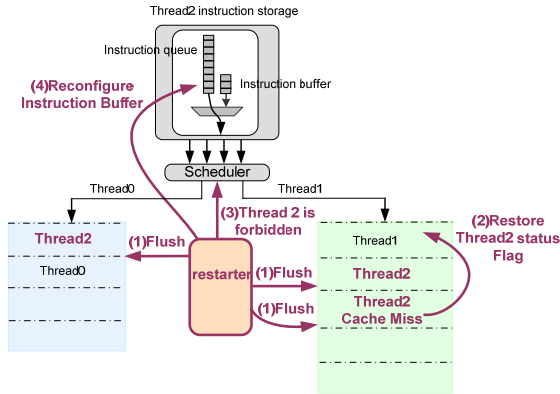 Thread2 instruction storage
Instruction queue
Instruction buffer
(4)Reconfigure
Instruction Buffer
Scheduler
Thread0
Thread1
(3)Thread 2 is
forbidden
(2)Restore
Thread2 status
Flag
Thread2
(1)Flush
Thread1
Thread0
restarter
(1)Flush
Thread2
(1)Flush
Thread2
Cache Miss